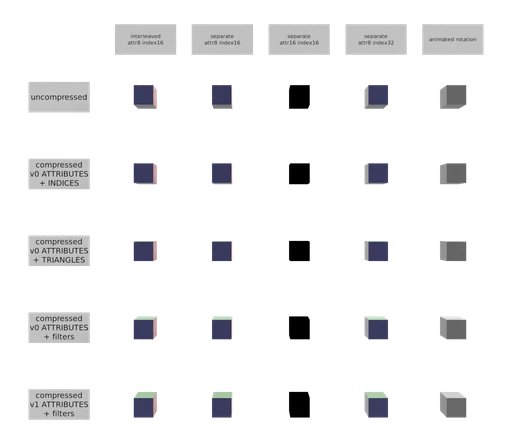 interleaved
attr8 index16
separate
attr8 index16
separate
attr16 index16
separate
attr8 index32
animated rotation
uncompressed
compressed
v0 ATTRIBUTES
+ INDICES
compressed
v0 ATTRIBUTES
+ TRIANGLES
compressed
v0 ATTRIBUTES
+ filters
compressed
v1 ATTRIBUTES
+ filters